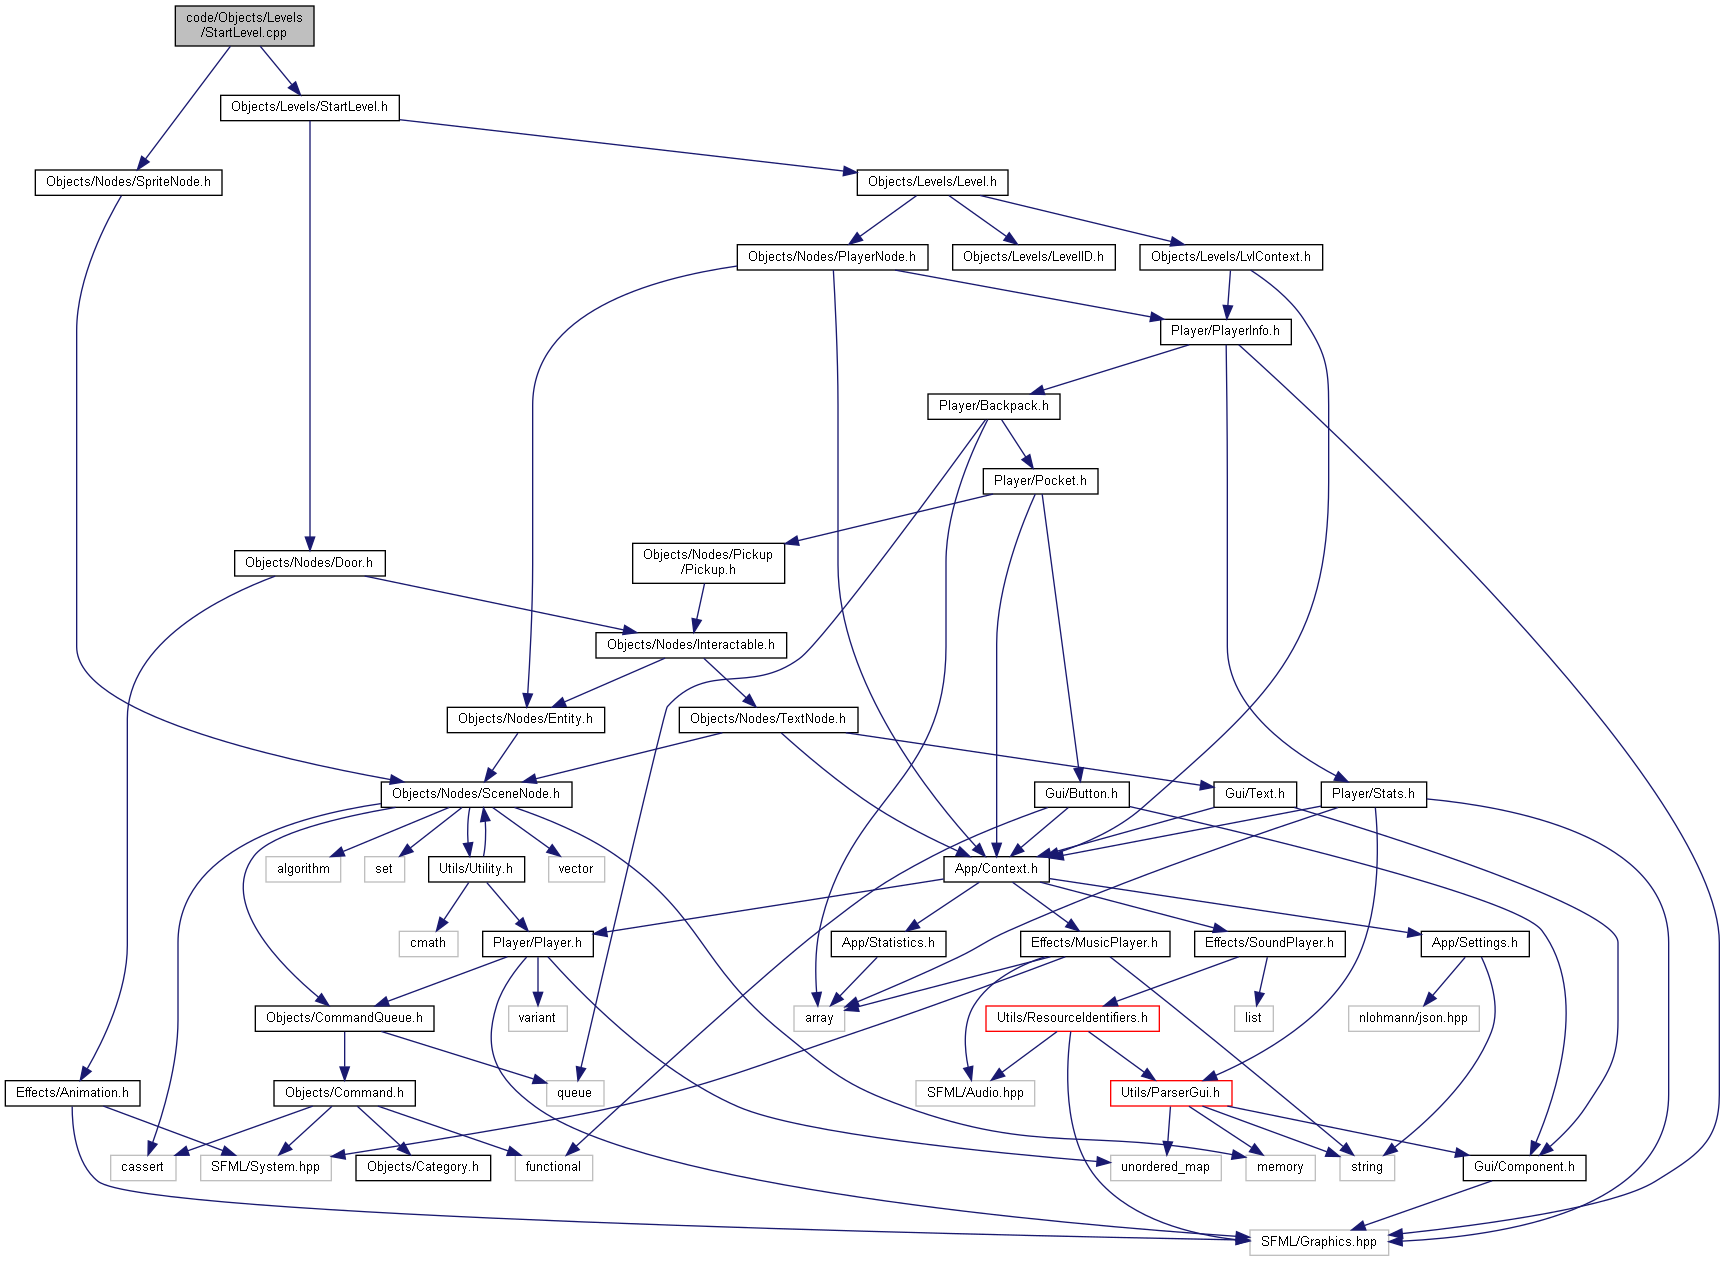 code/Objects/Levels
/StartLevel.cpp
Objects/Levels/StartLevel.h
Objects/Nodes/SpriteNode.h
Objects/Levels/Level.h
Objects/Nodes/PlayerNode.h
Objects/Levels/LevelID.h
Objects/Levels/LvlContext.h
Player/PlayerInfo.h
Player/Backpack.h
Player/Pocket.h
Objects/Nodes/Door.h
Objects/Nodes/Pickup
/Pickup.h
Objects/Nodes/Interactable.h
Objects/Nodes/Entity.h
Objects/Nodes/TextNode.h
Objects/Nodes/SceneNode.h
Gui/Button.h
Gui/Text.h
Player/Stats.h
algorithm
set
Utils/Utility.h
vector
App/Context.h
cmath
Player/Player.h
App/Statistics.h
Effects/MusicPlayer.h
Effects/SoundPlayer.h
App/Settings.h
Objects/CommandQueue.h
variant
array
Utils/ResourceIdentifiers.h
list
nlohmann/json.hpp
Effects/Animation.h
Objects/Command.h
queue
SFML/Audio.hpp
Utils/ParserGui.h
cassert
SFML/System.hpp
Objects/Category.h
functional
unordered_map
memory
string
Gui/Component.h
SFML/Graphics.hpp